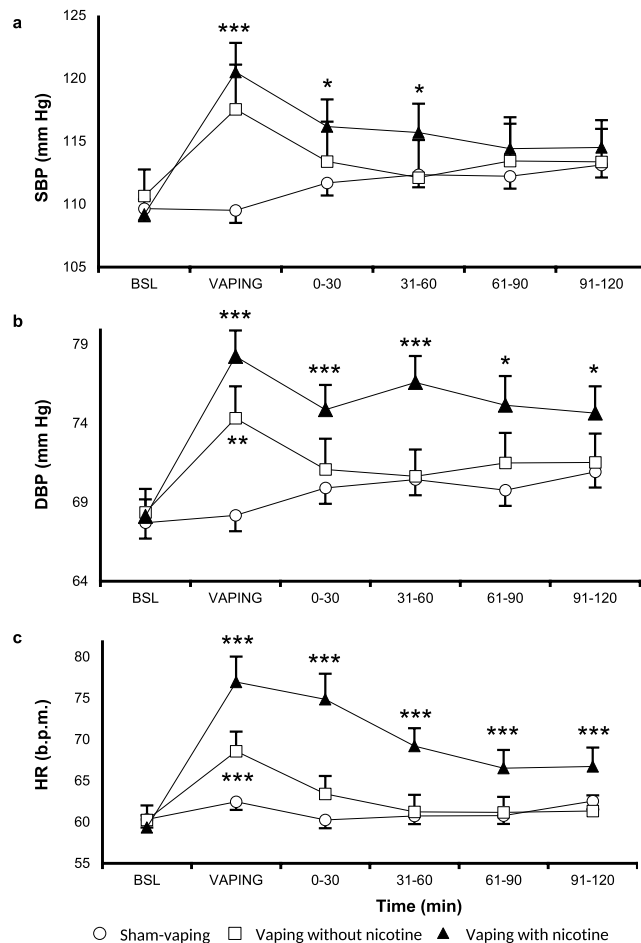 a
SBP (mm Hg)
125
120
115
110
105
***
*
*
BSL VAPING 0-30 31-60 61-90 91-120
b
DBP (mm Hg)
79
74
69
64
***
***
***
*
*
**
BSL VAPING 0-30 31-60 61-90 91-120
c
HR (b.p.m.)
80
75
70
65
60
55
***
***
***
***
***
***
BSL VAPING 0-30 31-60 61-90 91-120
Time (min)
Sham-vaping Vaping without nicotine Vaping with nicotine